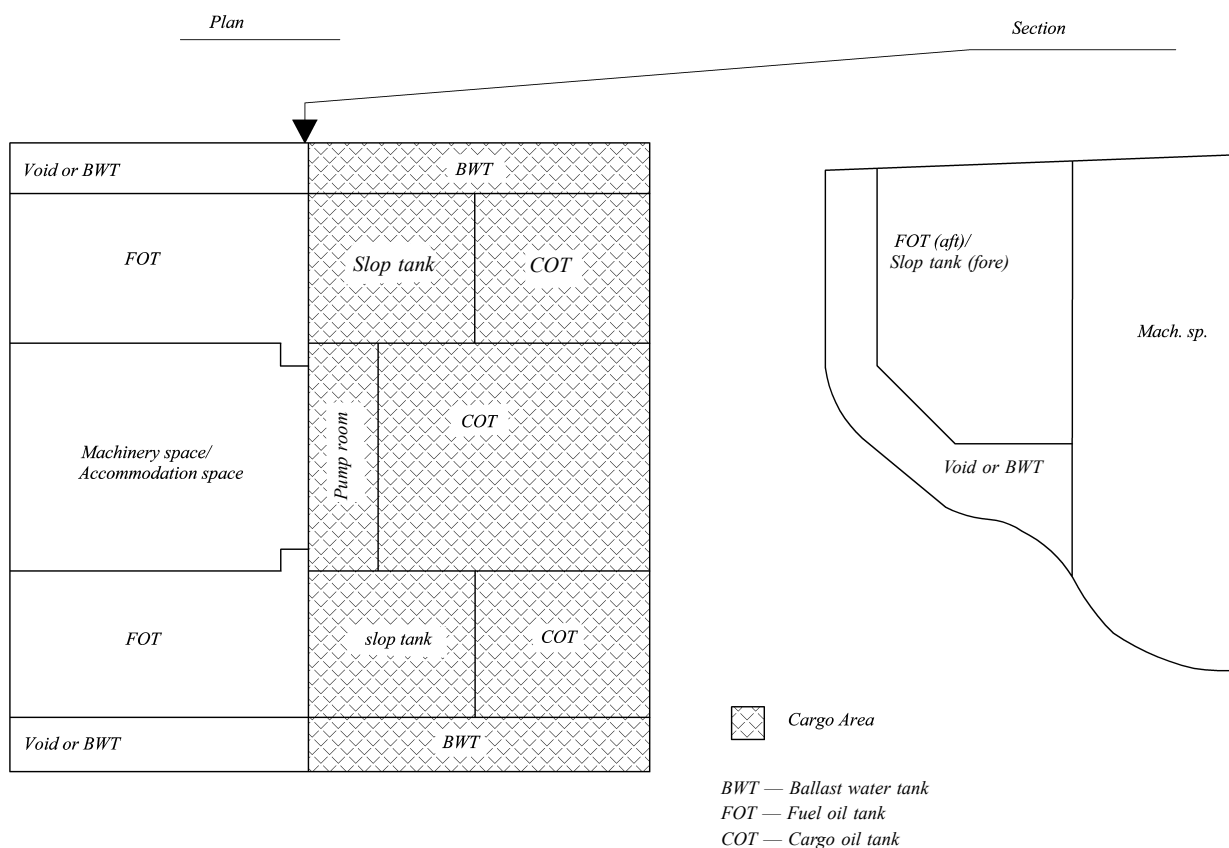 Plan
Section
Void or BWT
BWT
FOT
Slop tank
COT
Machinery space/
Accommodation space
Pump room
COT
FOT
slop tank
COT
Void or BWT
BWT
FOT (aft)/
Slop tank (fore)
Mach. sp.
Void or BWT
Cargo Area
BWT — Ballast water tank
FOT — Fuel oil tank
COT — Cargo oil tank